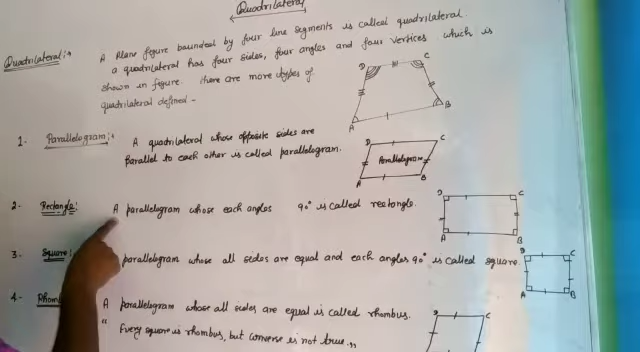 Quadrilateral
Quadrilateral:- A Plane figure bounded by four line segments is called quadrilateral.
a quadrilateral has four sides, four angles and four vertices. which is
shown in figure. there are more types of
quadrilateral defined -
D C
A B
1- Parallelogram:- A quadrilateral whose opposite sides are
parallel to each other is called parallelogram.
D C
Parallelogram
A B
2- Rectangle: A parallelogram whose each angles 90° is called rectangle.
D C
A B
3. Square: parallelogram whose all sides are equal and each angles 90° is called square.
D C
A B
4- Rhomb A parallelogram whose all sides are equal is called rhombus.
" Every square is rhombus, but converse is not true. "
D C